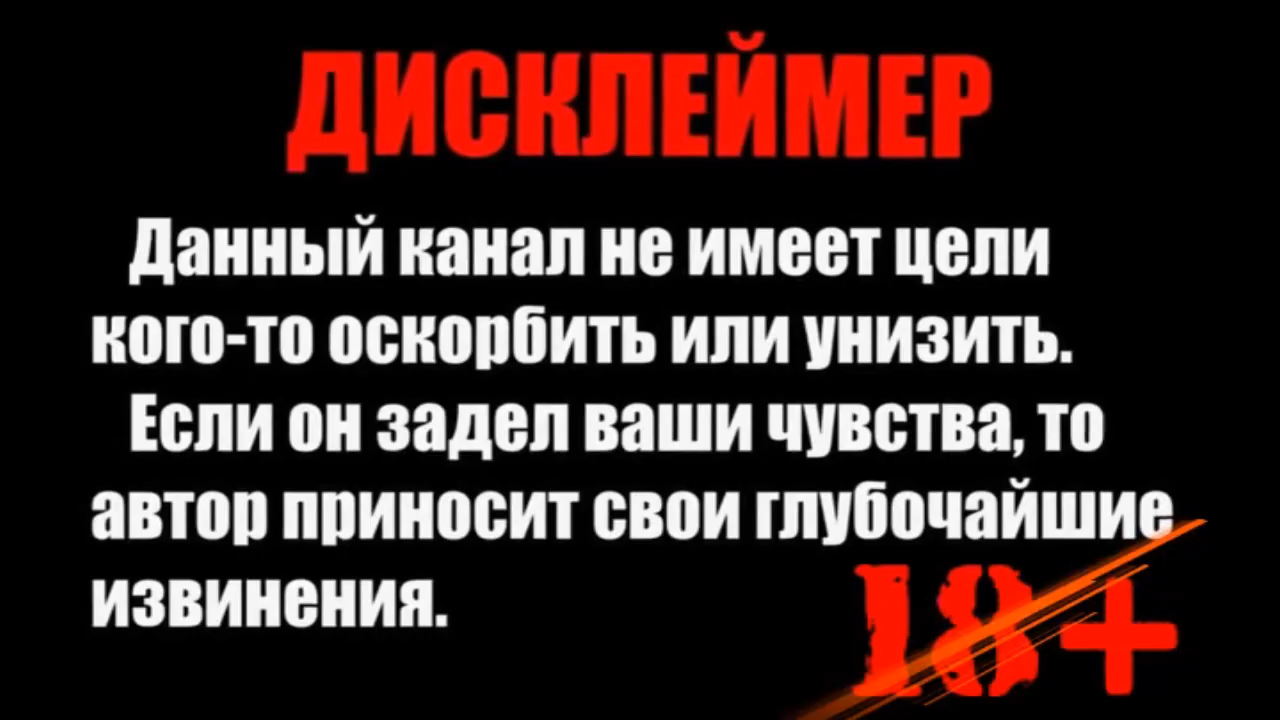 ДИСКЛЕЙМЕР
Данный канал не имеет цели
кого-то оскорбить или унизить.
Если он задел ваши чувства, то
автор приносит свои глубочайшие
извинения.
18+